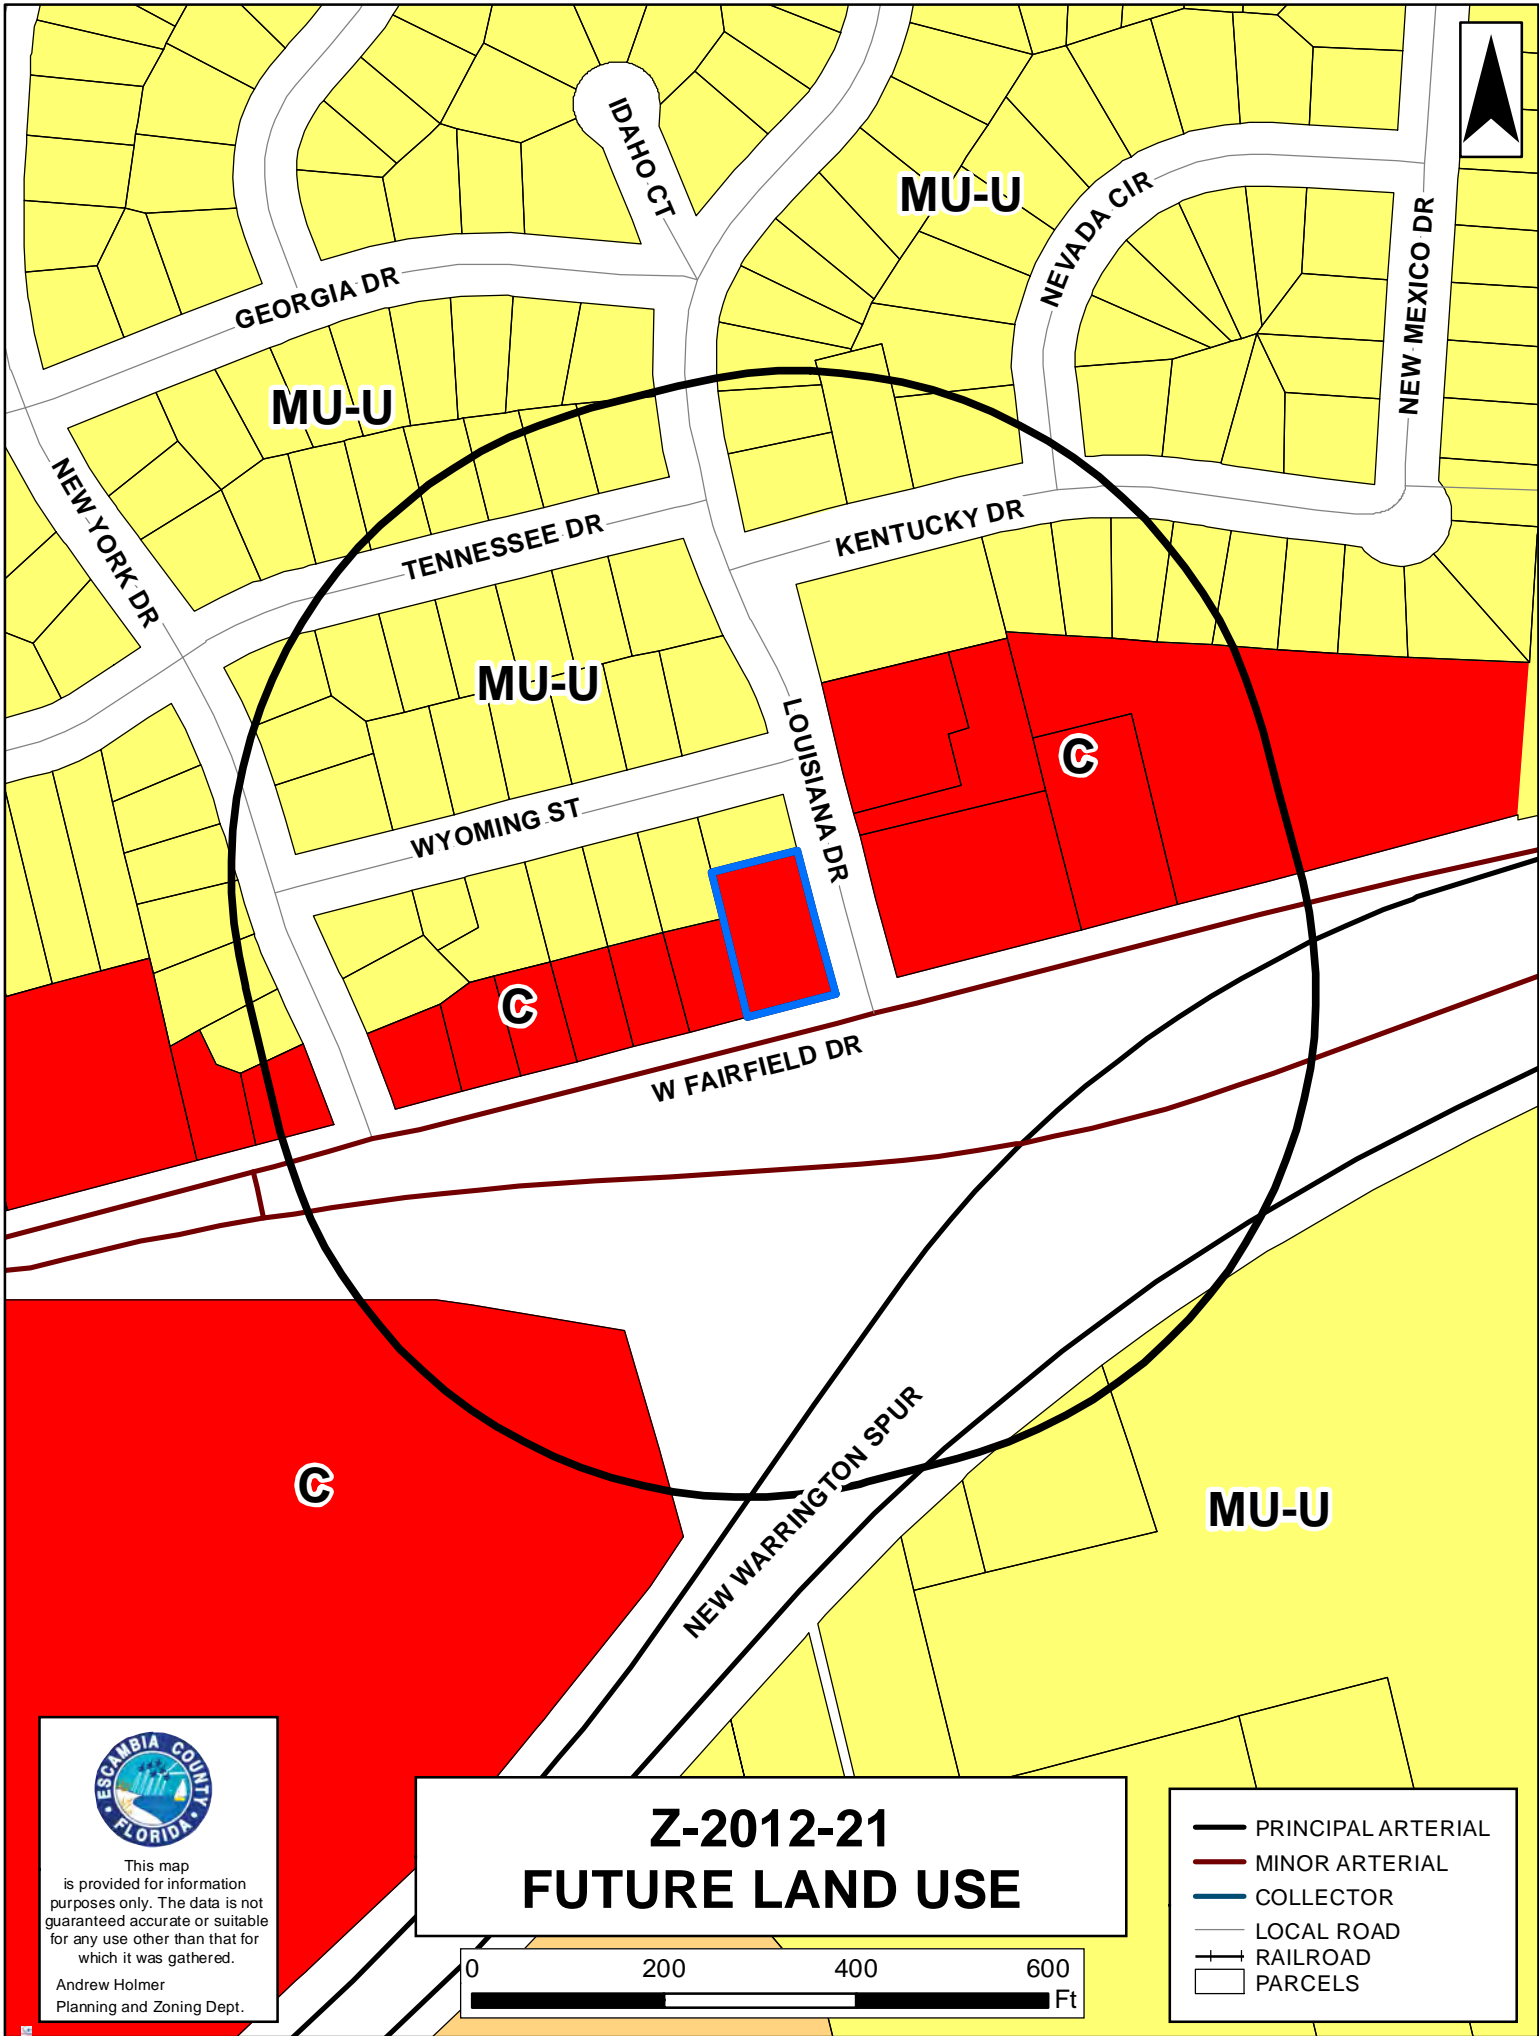 IDAHO CT
MU-U
NEVADA CIR
NEW MEXICO DR
GEORGIA DR
MU-U
NEW YORK DR
TENNESSEE DR
KENTUCKY DR
MU-U
LOUISIANA DR
C
WYOMING ST
C
W FAIRFIELD DR
C
NEW WARRINGTON SPUR
MU-U
ESCAMBIA COUNTY
FLORIDA
This map
is provided for information
purposes only. The data is not
guaranteed accurate or suitable
for any use other than that for
which it was gathered.
Andrew Holmer
Planning and Zoning Dept.
Z-2012-21
FUTURE LAND USE
0 200 400 600
Ft
PRINCIPAL ARTERIAL
MINOR ARTERIAL
COLLECTOR
LOCAL ROAD
RAILROAD
PARCELS